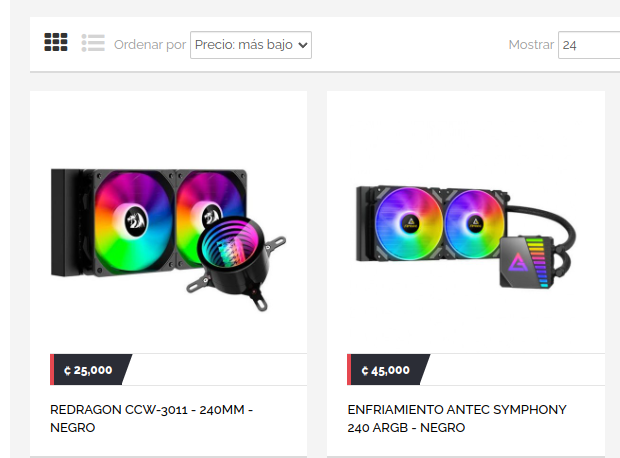 Ordenar por Precio: más bajo Mostrar 24
₡ 25,000
REDRAGON CCW-3011 - 240MM -
NEGRO
₡ 45,000
ENFRIAMIENTO ANTEC SYMPHONY
240 ARGB - NEGRO